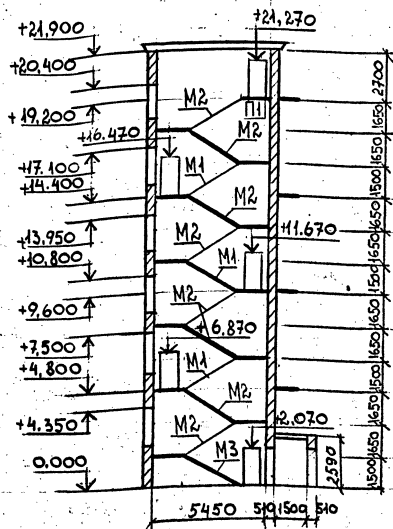 +21,270
+21,900
+20,400
+19,200
M2
П1
M2
+16.470
M1
+17.100
+14.400
M2
+11.670
+13,950
M2
+10,800
M1
M2
+9,600
+6,870
+7,500
M1
+4,800
M2
+2,070
+4.350
M2
M3
0.000
5450
510
1500
510
2590
2700
1650
1650
1500
1650
1650
1500
1650
1650
1500
1650
1650
1500